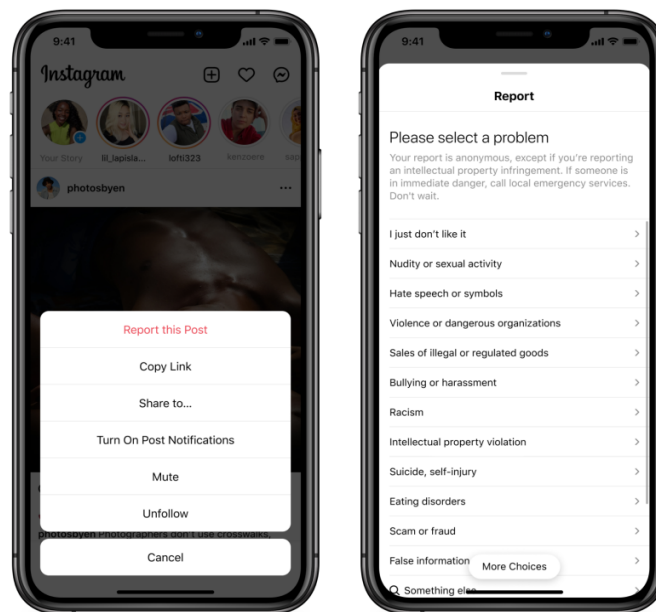 9:41
Instagram
Your Story
lil_lapisla...
lofti323
kenzoere
sap
photosbyen
Report this Post
Copy Link
Share to...
Turn On Post Notifications
Mute
Unfollow
photosbyen Photographers don't use crosswalks,
Cancel
9:41
Report
Please select a problem
Your report is anonymous, except if you're reporting
an intellectual property infringement. If someone is
in immediate danger, call local emergency services.
Don't wait.
I just don't like it
Nudity or sexual activity
Hate speech or symbols
Violence or dangerous organizations
Sales of illegal or regulated goods
Bullying or harassment
Racism
Intellectual property violation
Suicide, self-injury
Eating disorders
Scam or fraud
False information
More Choices
Something else